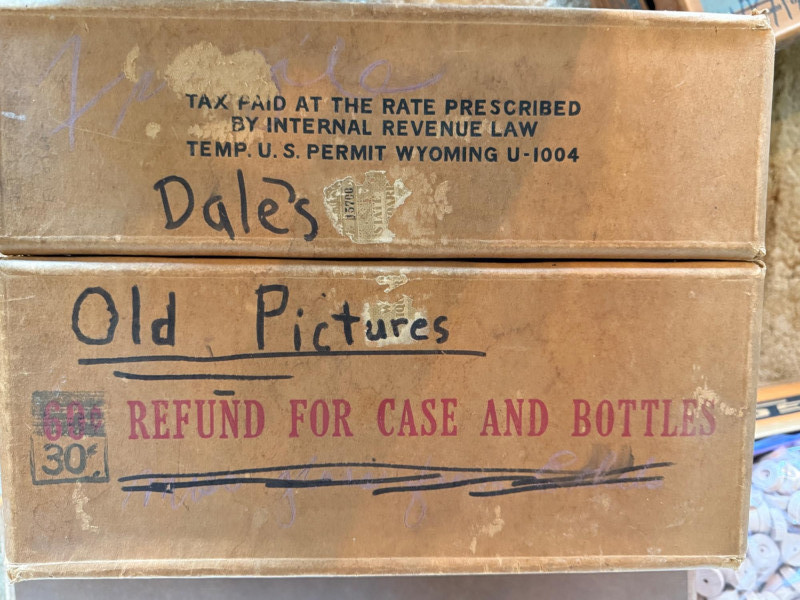 TAX PAID AT THE RATE PRESCRIBED
BY INTERNAL REVENUE LAW
TEMP. U. S. PERMIT WYOMING U-1004
Dale's
STATE
Old Pictures
REFUND FOR CASE AND BOTTLES
30¢